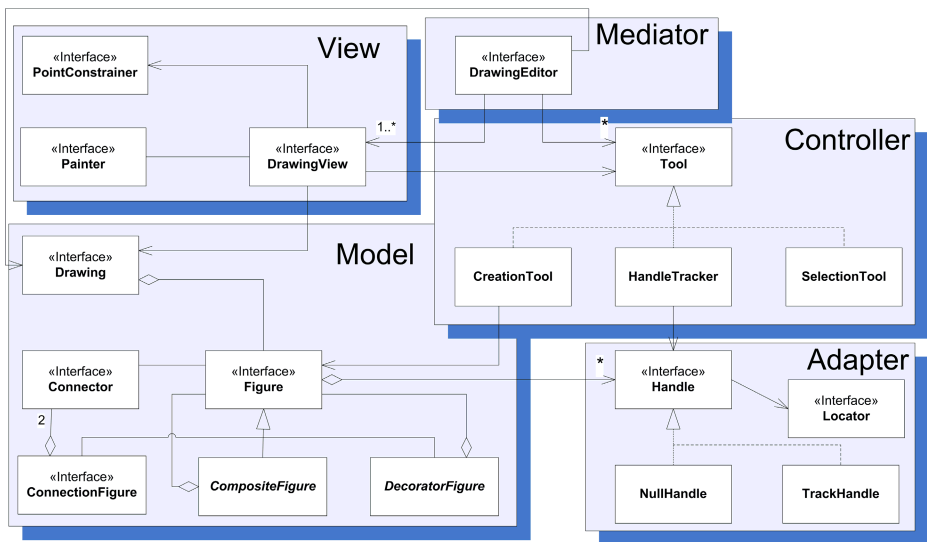 View
«Interface»
PointConstrainer
«Interface»
Painter
«Interface»
DrawingView
1..*
Mediator
«Interface»
DrawingEditor
*
Controller
«Interface»
Tool
CreationTool
HandleTracker
SelectionTool
Model
«Interface»
Drawing
«Interface»
Connector
«Interface»
Figure
2
«Interface»
ConnectionFigure
CompositeFigure
DecoratorFigure
*
Adapter
«Interface»
Handle
«Interface»
Locator
NullHandle
TrackHandle